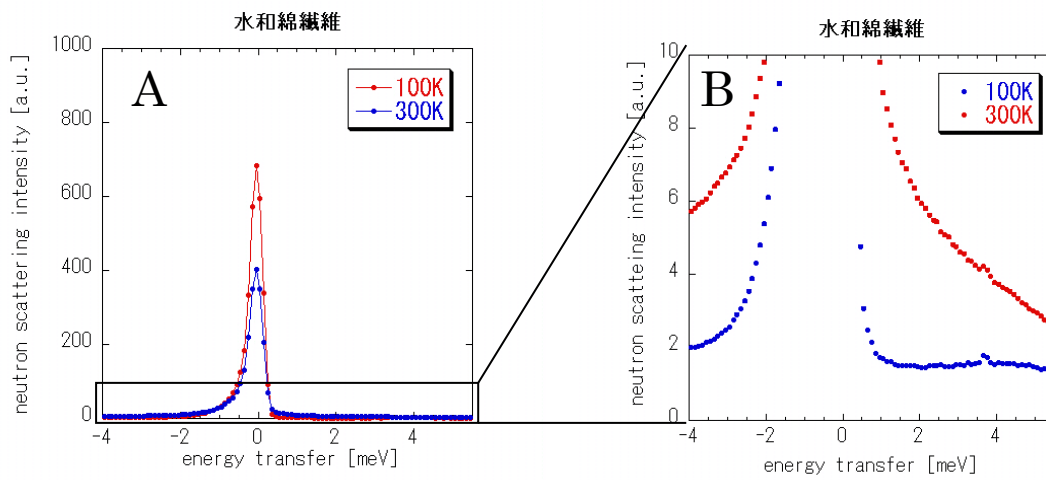 水和綿繊維
A
100K
300K
1000
800
600
400
200
0
-4
-2
0
2
4
neutron scattering intensity [a.u.]
energy transfer [meV]
水和綿繊維
B
100K
300K
10
8
6
4
2
0
-4
-2
0
2
4
neutron scatteing intensity [a.u.]
energy transfer [meV]